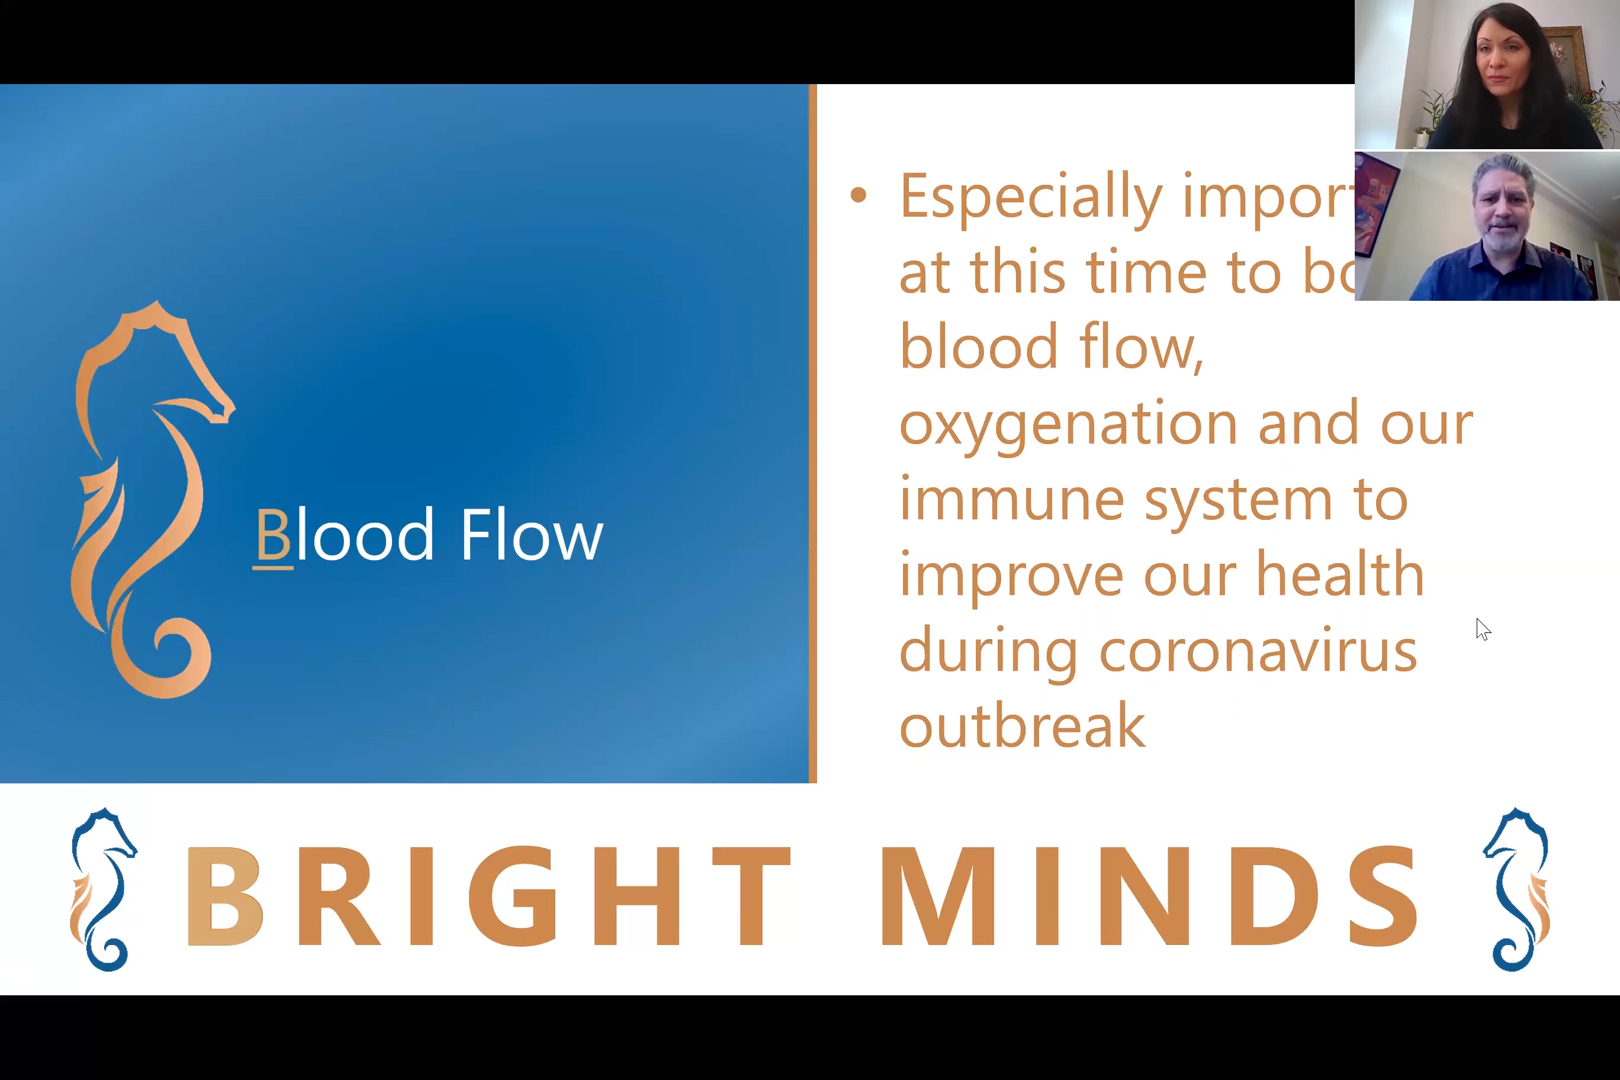 • Especially impor
at this time to bo
blood flow,
oxygenation and our
immune system to
improve our health
during coronavirus
outbreak
Blood Flow
BRIGHT MINDS